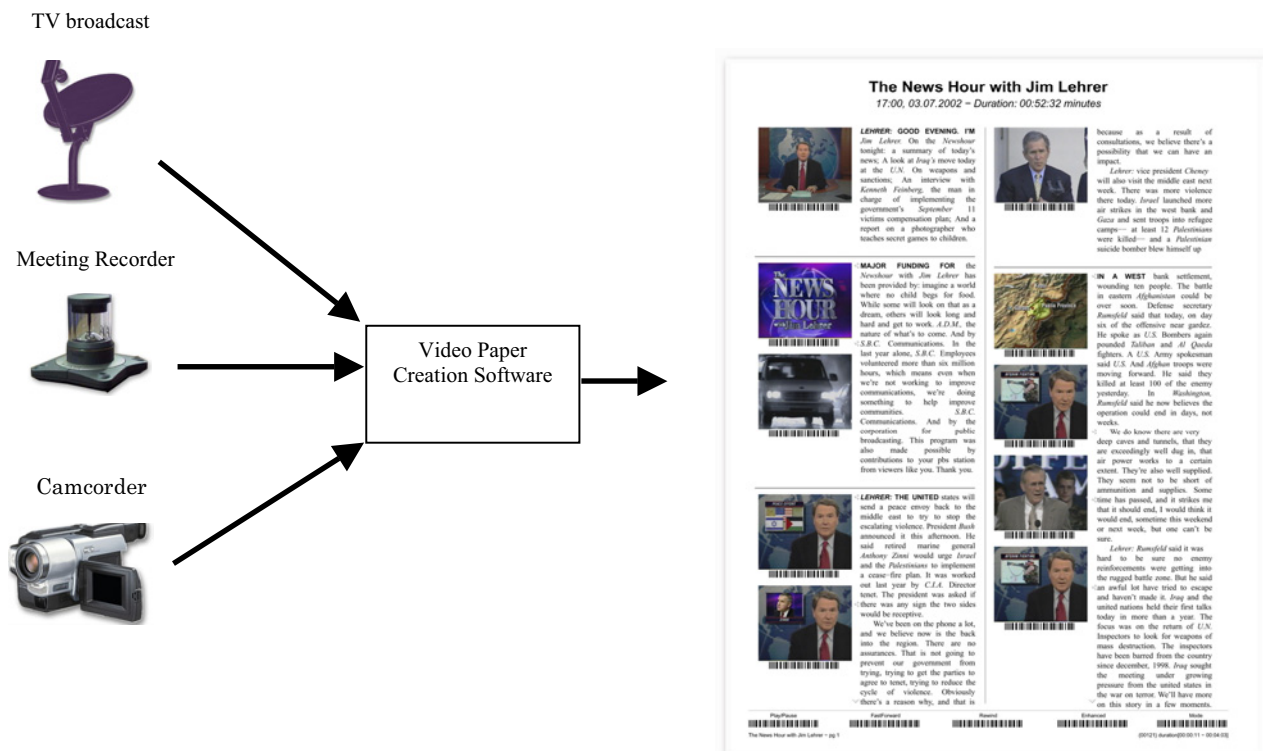 TV broadcast
Meeting Recorder
Camcorder
Video Paper
Creation Software
The News Hour with Jim Lehrer
17:00, 03.07.2002 − Duration: 00:52:32 minutes
LEHRER: GOOD EVENING. I'M
Jim Lehrer. On the Newshour
tonight: a summary of today's
news; A look at Iraq's move today
at the U.N. On weapons and
sanctions; An interview with
Kenneth Feinberg, the man in
charge of implementing the
government's September 11
victims compensation plan; And a
report on a photographer who
teaches secret games to children.
The
NEWS
HOUR
with Jim Lehrer
MAJOR FUNDING FOR the
Newshour with Jim Lehrer has
been provided by: imagine a world
where no child begs for food.
While some will look on that as a
dream, others will look long and
hard and get to work. A.D.M., the
nature of what's to come. And by
S.B.C. Communications. In the
last year alone, S.B.C. Employees
volunteered more than six million
hours, which means even when
we're not working to improve
communications, we're doing
something to help improve
communities. S.B.C.
Communications. And by the
corporation for public
broadcasting. This program was
also made possible by
contributions to your pbs station
from viewers like you. Thank you.
LEHRER: THE UNITED states will
send a peace envoy back to the
middle east to try to stop the
escalating violence. President Bush
announced it this afternoon. He
said retired marine general
Anthony Zinni would urge Israel
and the Palestinians to implement
a cease−fire plan. It was worked
out last year by C.I.A. Director
tenet. The president was asked if
there was any sign the two sides
would be receptive.
We've been on the phone a lot,
and we believe now is the back
into the region. There are no
assurances. That is not going to
prevent our government from
trying, trying to get the parties to
agree to tenet, trying to reduce the
cycle of violence. Obviously
there's a reason why, and that is
because as a result of
consultations, we believe there's a
possibility that we can have an
impact.
Lehrer: vice president Cheney
will also visit the middle east next
week. There was more violence
there today. Israel launched more
air strikes in the west bank and
Gaza and sent troops into refugee
camps— at least 12 Palestinians
were killed— and a Palestinian
suicide bomber blew himself up
IN A WEST bank settlement,
wounding ten people. The battle
in eastern Afghanistan could be
over soon. Defense secretary
Rumsfeld said that today, on day
six of the offensive near gardez.
He spoke as U.S. Bombers again
pounded Taliban and Al Qaeda
fighters. A U.S. Army spokesman
said U.S. And Afghan troops were
moving forward. He said they
killed at least 100 of the enemy
yesterday. In Washington,
Rumsfeld said he now believes the
operation could end in days, not
weeks.
We do know there are very
deep caves and tunnels, that they
are exceedingly well dug in, that
air power works to a certain
extent. They're also well supplied.
They seem not to be short of
ammunition and supplies. Some
time has passed, and it strikes me
that it should end, I would think it
would end, sometime this weekend
or next week, but one can't be
sure.
Lehrer: Rumsfeld said it was
hard to be sure no enemy
reinforcements were getting into
the rugged battle zone. But he said
an awful lot have tried to escape
and haven't made it. Iraq and the
united nations held their first talks
today in more than a year. The
focus was on the return of U.N.
Inspectors to look for weapons of
mass destruction. The inspectors
have been barred from the country
since december, 1998. Iraq sought
the meeting under growing
pressure from the united states in
the war on terror. We'll have more
on this story in a few moments.
Play/Pause FastForward Rewind Enhanced Mode
The News Hour with Jim Lehrer − pg 1
(00121) duration[00:00:11 − 00:04:03]